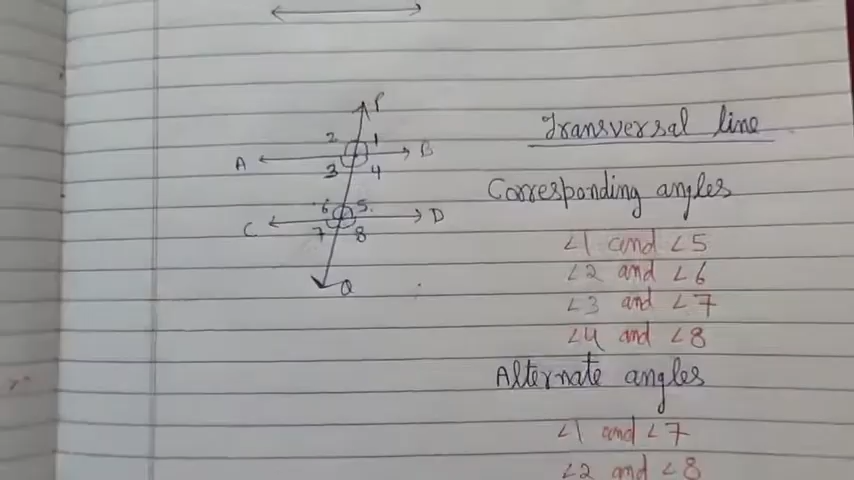 P
2 1
A B
3 4
6 5
C D
7 8
Q
Transversal line
Corresponding angles
∠1 and ∠5
∠2 and ∠6
∠3 and ∠7
∠4 and ∠8
Alternate angles
∠1 and ∠7
∠2 and ∠8